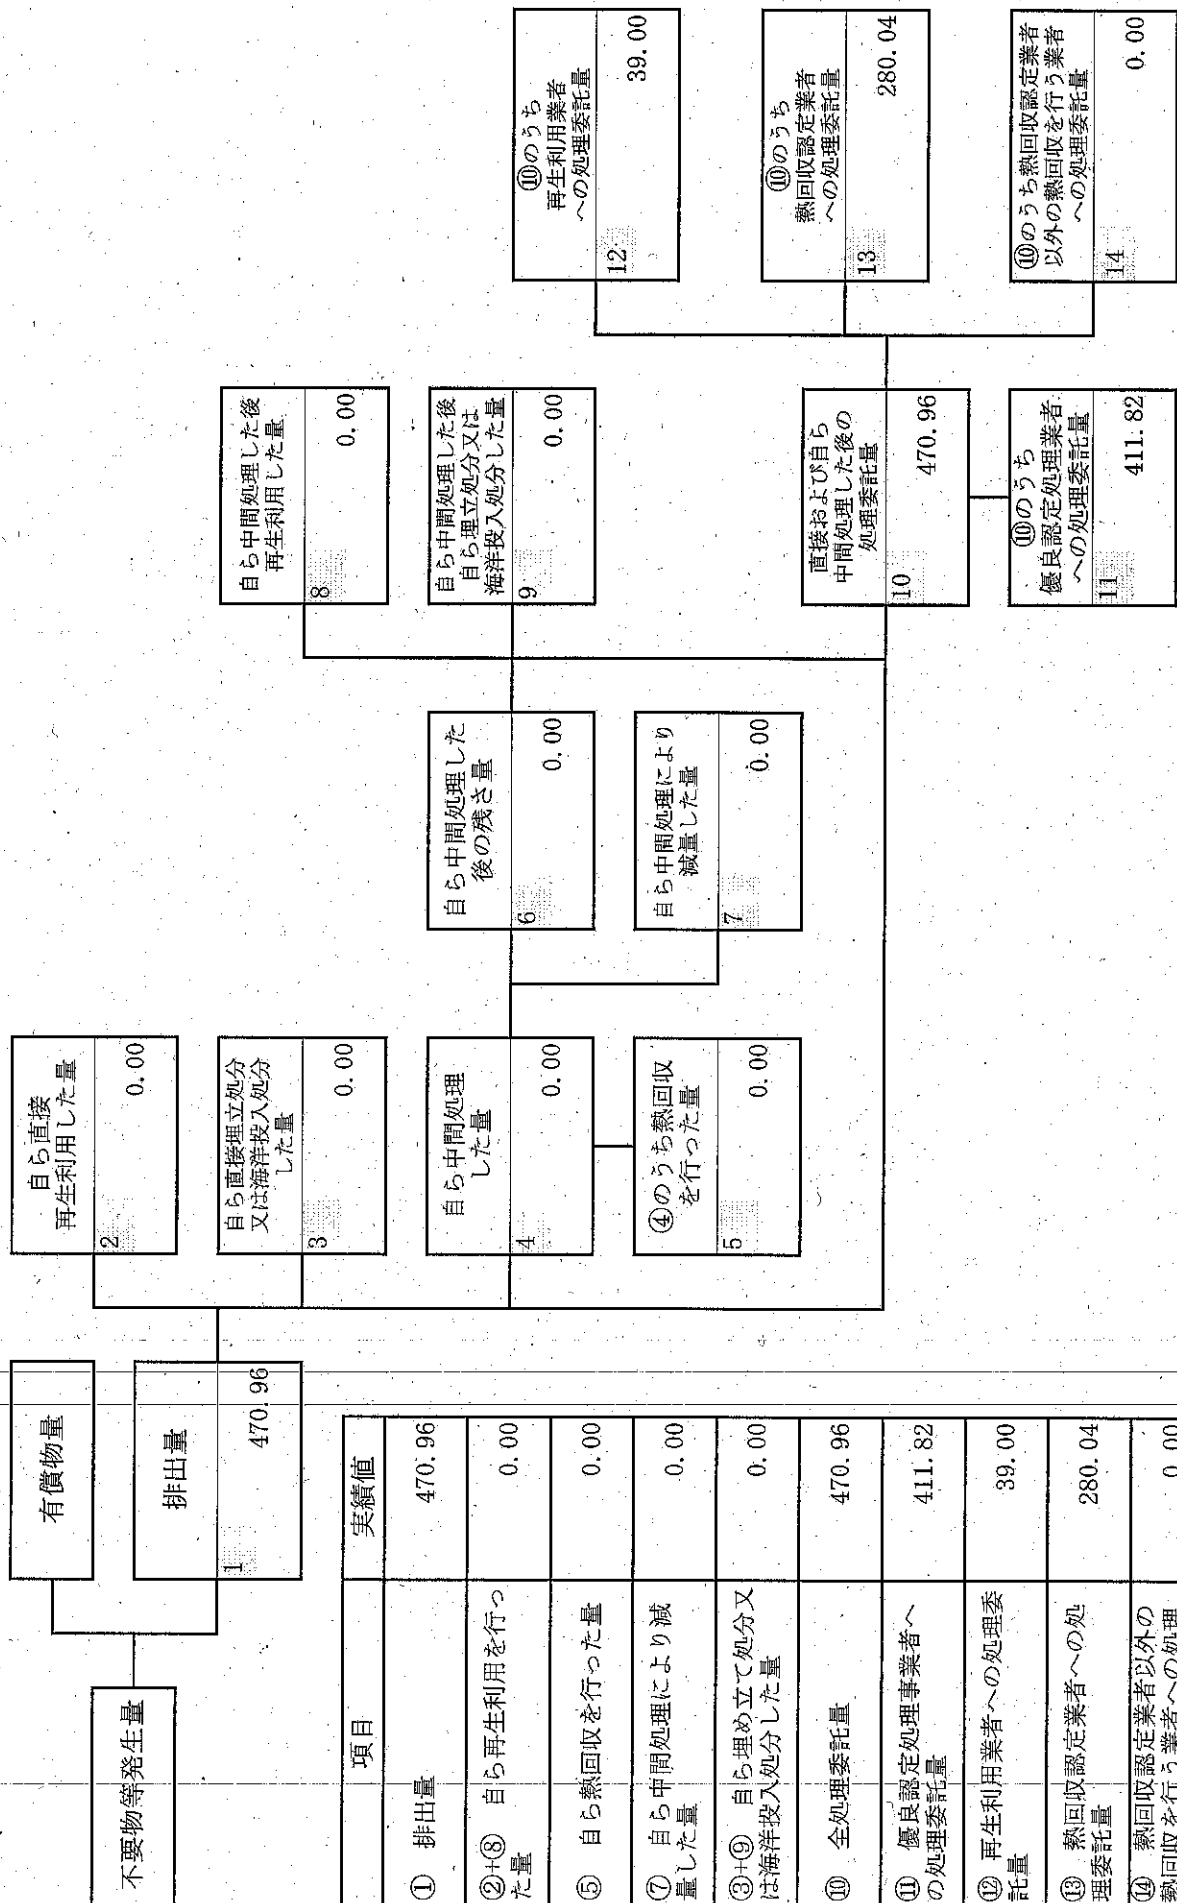 不要物等発生量
有償物量
排出量
1
470.96
自ら直接
再生利用した量
2
0.00
自ら直接埋立処分
又は海洋投入処分
した量
3
0.00
自ら中間処理
した量
4
0.00
④のうち熱回収
を行った量
5
0.00
自ら中間処理した
後の残さ量
6
0.00
自ら中間処理により
減量した量
7
0.00
自ら中間処理した後
再生利用した量
8
0.00
自ら中間処理した後
自ら埋立処分又は
海洋投入処分した量
9
0.00
直接および自ら
中間処理した後の
処理委託量
10
470.96
⑩のうち
優良認定処理業者
への処理委託量
11
411.82
⑩のうち
再生利用業者
への処理委託量
12
39.00
⑩のうち
熱回収認定業者
への処理委託量
13
280.04
⑩のうち熱回収認定業者
以外の熱回収を行う業者
への処理委託量
14
0.00
項目 実績値
① 排出量 470.96
②+⑧ 自ら再生利用を行っ
た量 0.00
⑤ 自ら熱回収を行った量 0.00
⑦ 自ら中間処理により減
量した量 0.00
③+⑨ 自ら埋め立て処分又
は海洋投入処分した量 0.00
⑩ 全処理委託量 470.96
⑪ 優良認定処理事業者へ
の処理委託量 411.82
⑫ 再生利用業者への処理委
託量 39.00
⑬ 熱回収認定業者への処
理委託量 280.04
⑭ 熱回収認定業者以外の
熱回収を行う業者への処理 0.00